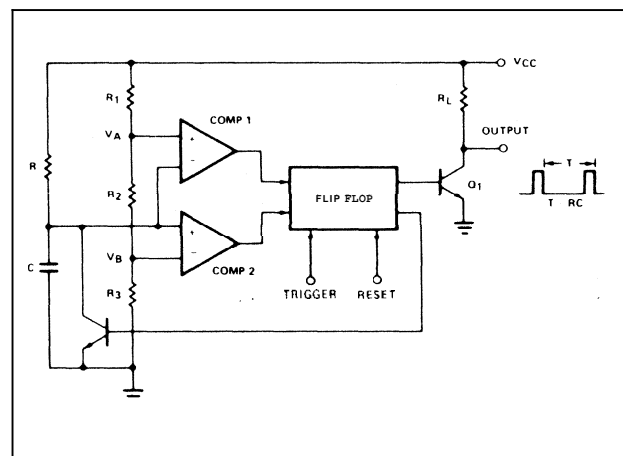 VCC
R1
RL
COMP 1
OUTPUT
VA
+
−
R
T
R2
FLIP FLOP
Q1
T RC
+
−
VB
C
COMP 2
R3
TRIGGER RESET